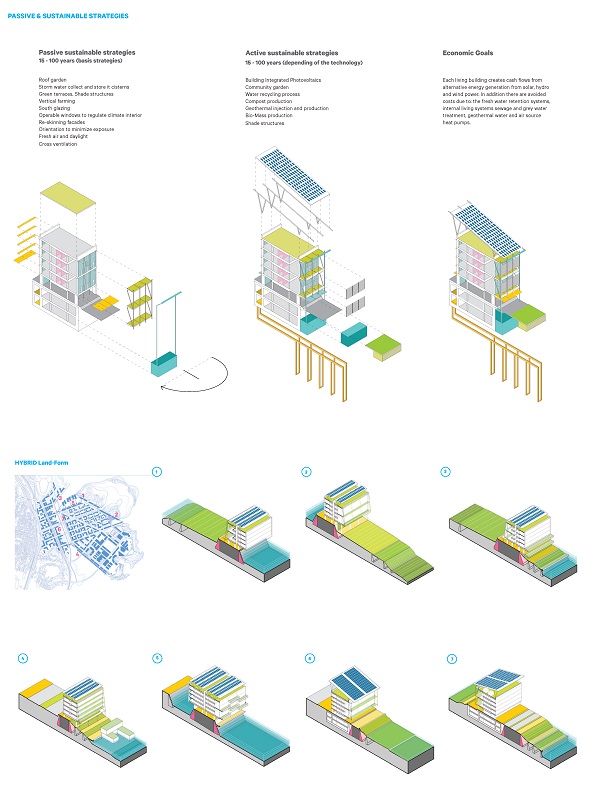 PASSIVE & SUSTAINABLE STRATEGIES
Passive sustainable strategies
15 - 100 years (basis strategies)
Roof garden
Storm water collect and store it cisterns
Green terraces, Shade structures
Vertical farming
South glazing
Operable windows to regulate climate interior
Re-skinning facades
Orientation to minimize exposure
Fresh air and daylight
Cross ventilation
Active sustainable strategies
15 - 100 years (depending of the technology)
Building Integrated Photovoltaics
Community garden
Water recycling process
Compost production
Geothermal injection and production
Bio-Mass production
Shade structures
Economic Goals
Each living building creates cash flows from
alternative energy generation from solar, hydro
and wind power. In addition there are avoided
costs due to the fresh water retention systems,
internal living systems sewage and grey water
treatment, geothermal water and air source
heat pumps.
HYBRID Land-Form
1
2
3
4
5
6
7